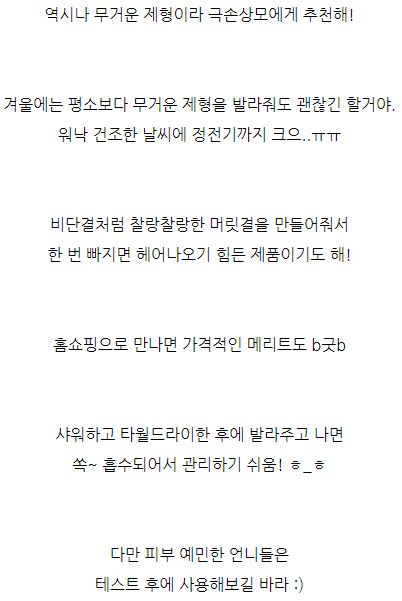 역시나 무거운 제형이라 극손상모에게 추천해!
겨울에는 평소보다 무거운 제형을 발라줘도 괜찮긴 할거야.
워낙 건조한 날씨에 정전기까지 크으..ㅠㅠ
비단결처럼 찰랑찰랑한 머릿결을 만들어줘서
한 번 빠지면 헤어나오기 힘든 제품이기도 해!
홈쇼핑으로 만나면 가격적인 메리트도 b굿b
샤워하고 타월드라이한 후에 발라주고 나면
쏙~ 흡수되어서 관리하기 쉬움! ㅎ_ㅎ
다만 피부 예민한 언니들은
테스트 후에 사용해보길 바라 :)